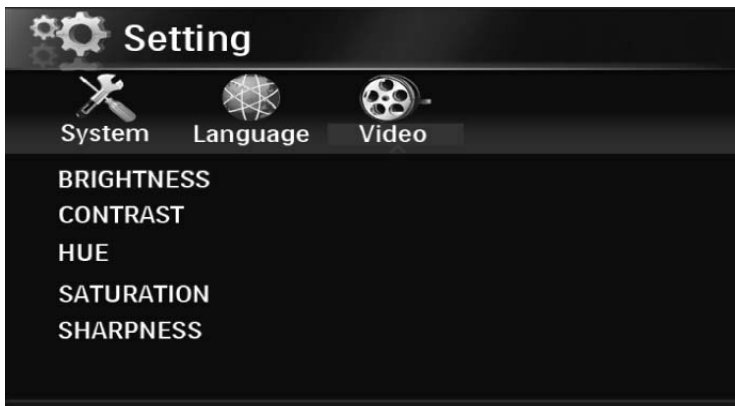 Setting
System Language Video
BRIGHTNESS
CONTRAST
HUE
SATURATION
SHARPNESS